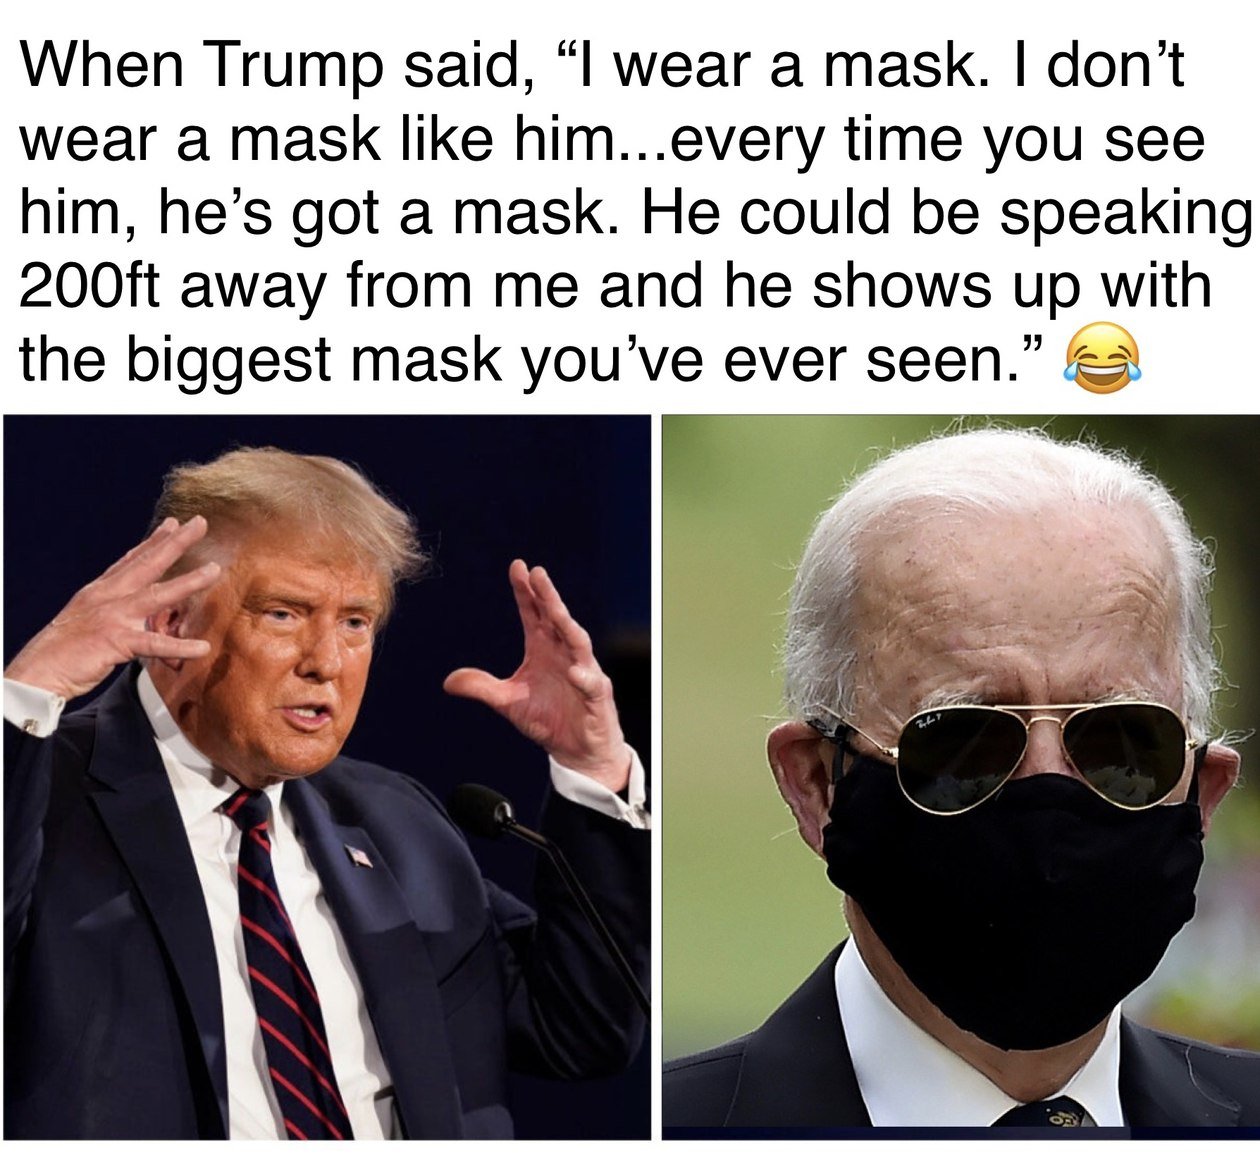 When Trump said, “I wear a mask. I don’t
wear a mask like him...every time you see
him, he’s got a mask. He could be speaking
200ft away from me and he shows up with
the biggest mask you’ve ever seen.” 😂
Ray-Ban P